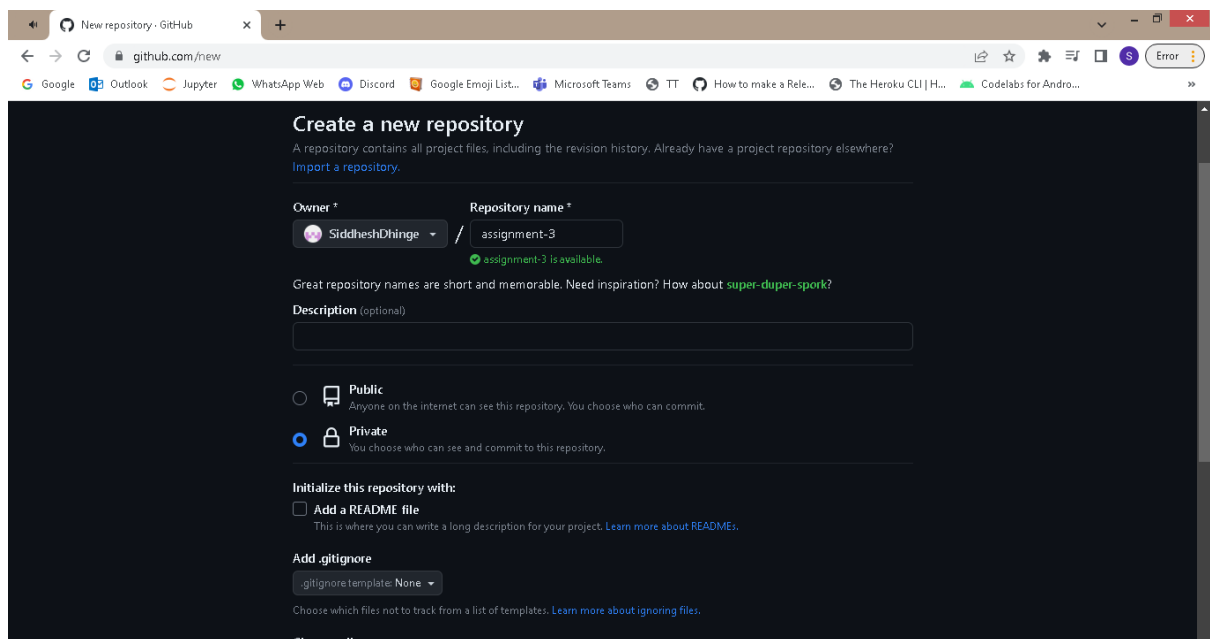 New repository · GitHub
github.com/new
Error
Google Outlook Jupyter WhatsApp Web Discord Google Emoji List... Microsoft Teams TT How to make a Rele... The Heroku CLI | H... Codelabs for Andro... »
Create a new repository
A repository contains all project files, including the revision history. Already have a project repository elsewhere?
Import a repository.
Owner * Repository name *
SiddheshDhinge / assignment-3
assignment-3 is available.
Great repository names are short and memorable. Need inspiration? How about super-duper-spork?
Description (optional)
Public
Anyone on the internet can see this repository. You choose who can commit.
Private
You choose who can see and commit to this repository.
Initialize this repository with:
Add a README file
This is where you can write a long description for your project. Learn more about READMEs.
Add .gitignore
.gitignore template: None
Choose which files not to track from a list of templates. Learn more about ignoring files.